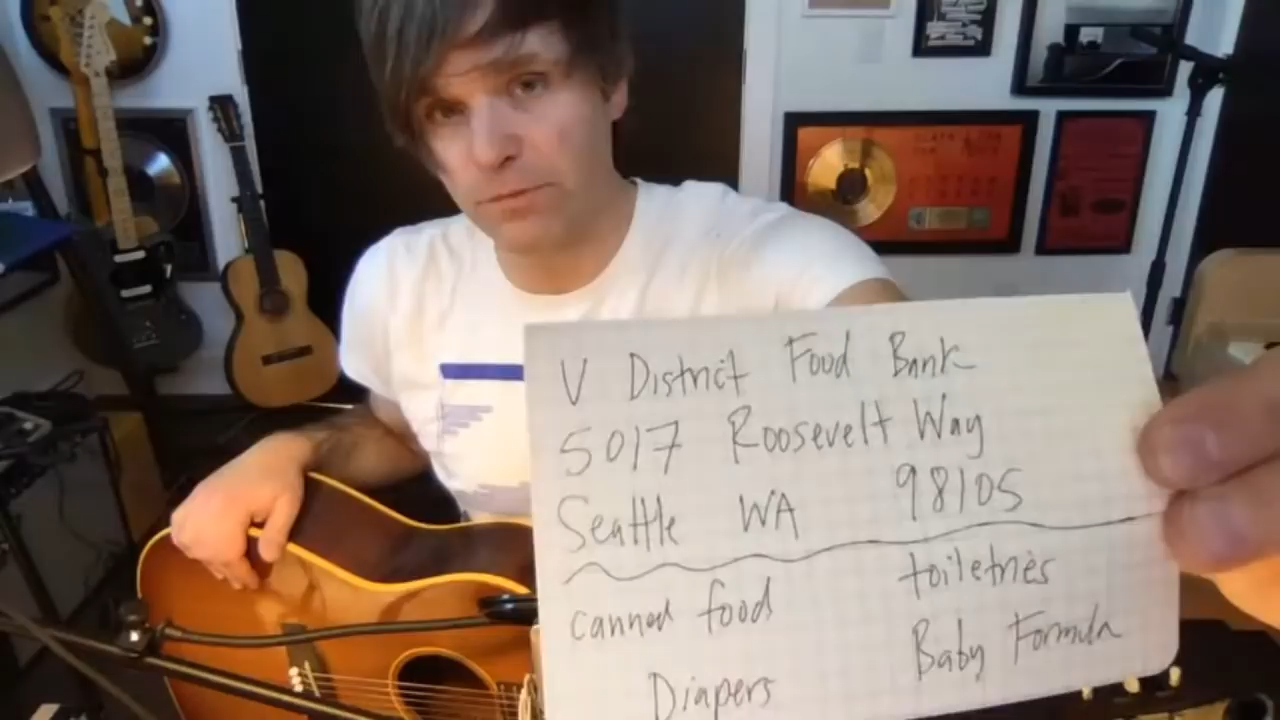 V District Food Bank
5017 Roosevelt Way
Seattle WA 98105
canned food toiletries
Diapers Baby Formula